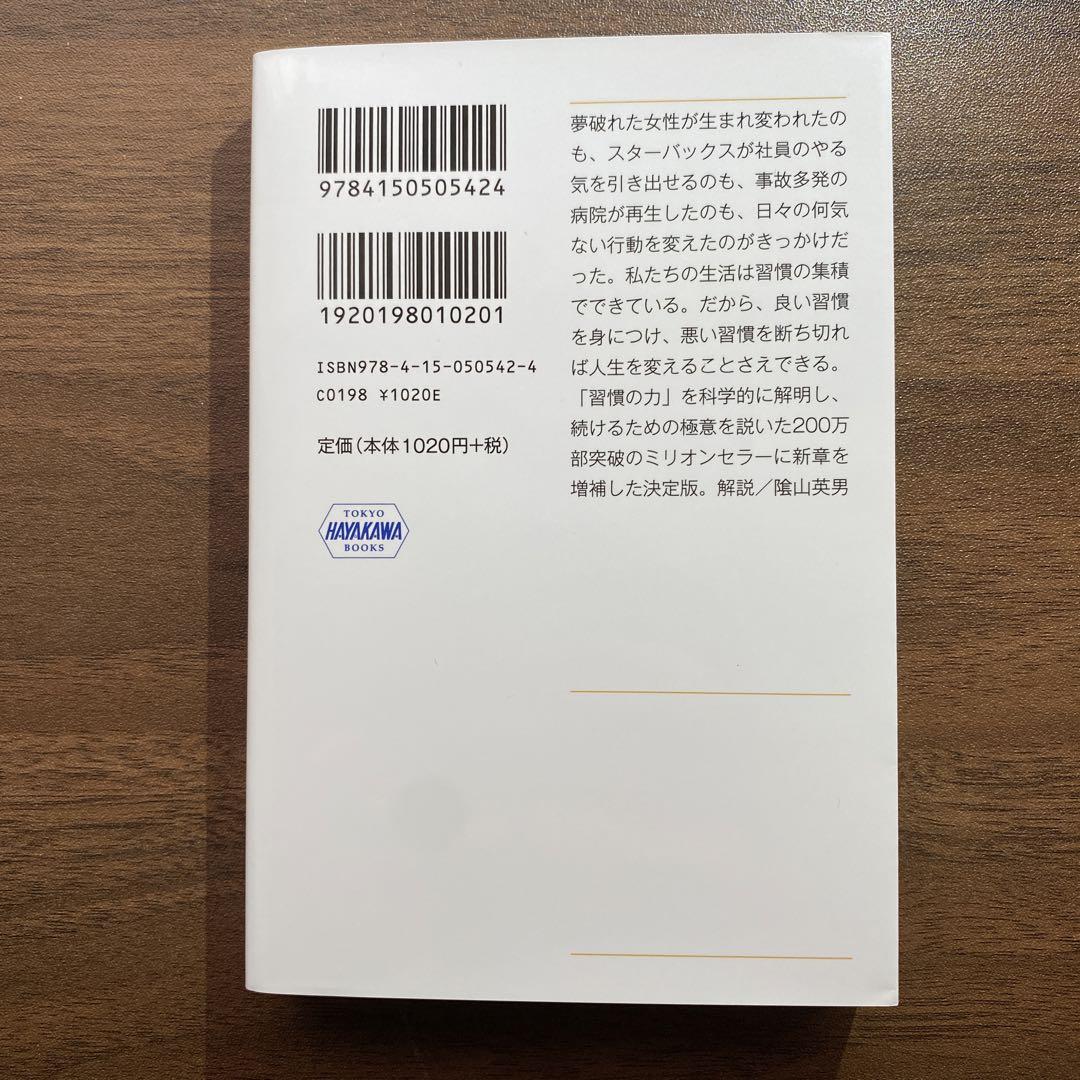 9784150505424
1920198010201
ISBN978-4-15-050542-4
C0198 ¥1020E
定価(本体1020円+税)
TOKYO
HAYAKAWA
BOOKS
夢破れた女性が生まれ変われたの
も、スターバックスが社員のやる
気を引き出せるのも、事故多発の
病院が再生したのも、日々の何気
ない行動を変えたのがきっかけだ
った。私たちの生活は習慣の集積
でできている。だから、良い習慣
を身につけ、悪い習慣を断ち切れ
ば人生を変えることさえできる。
「習慣の力」を科学的に解明し、
続けるための極意を説いた200万
部突破のミリオンセラーに新章を
増補した決定版。解説／陰山英男